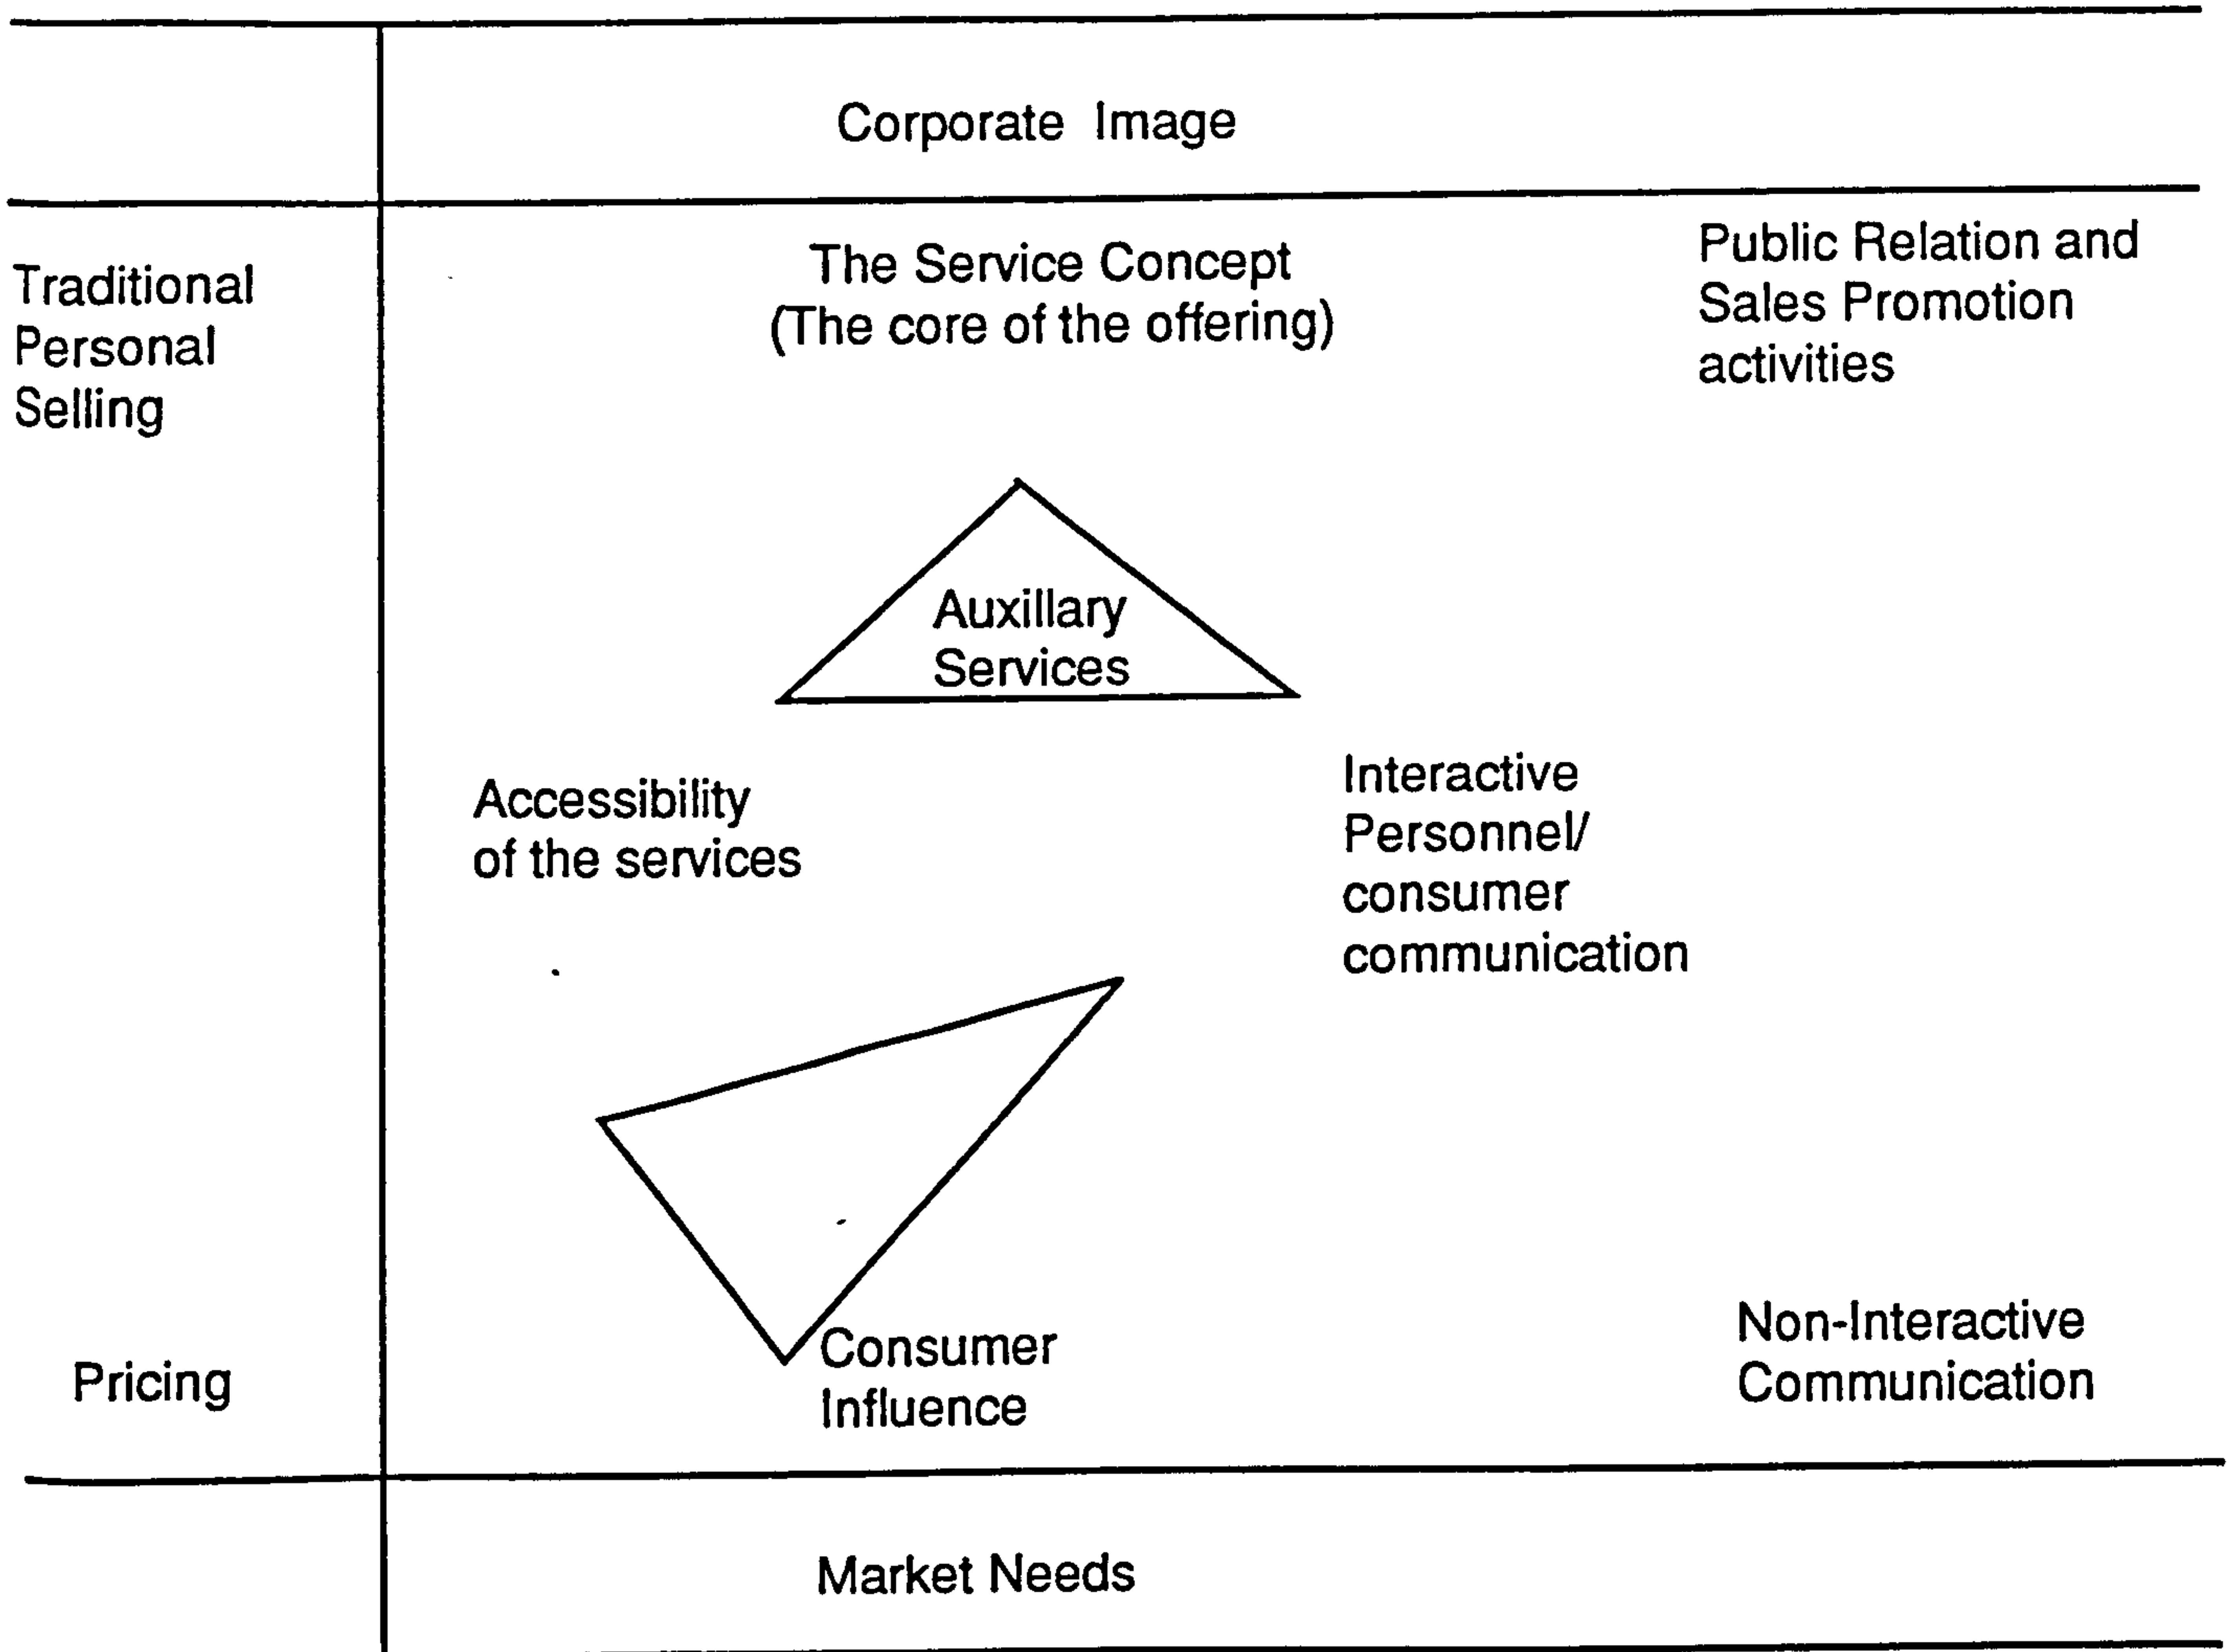 Corporate Image
Traditional
Personal
Selling
The Service Concept
(The core of the offering)
Public Relation and
Sales Promotion
activities
Auxillary
Services
Accessibility
of the services
Interactive
Personnel/
consumer
communication
Pricing
Consumer
Influence
Non-Interactive
Communication
Market Needs